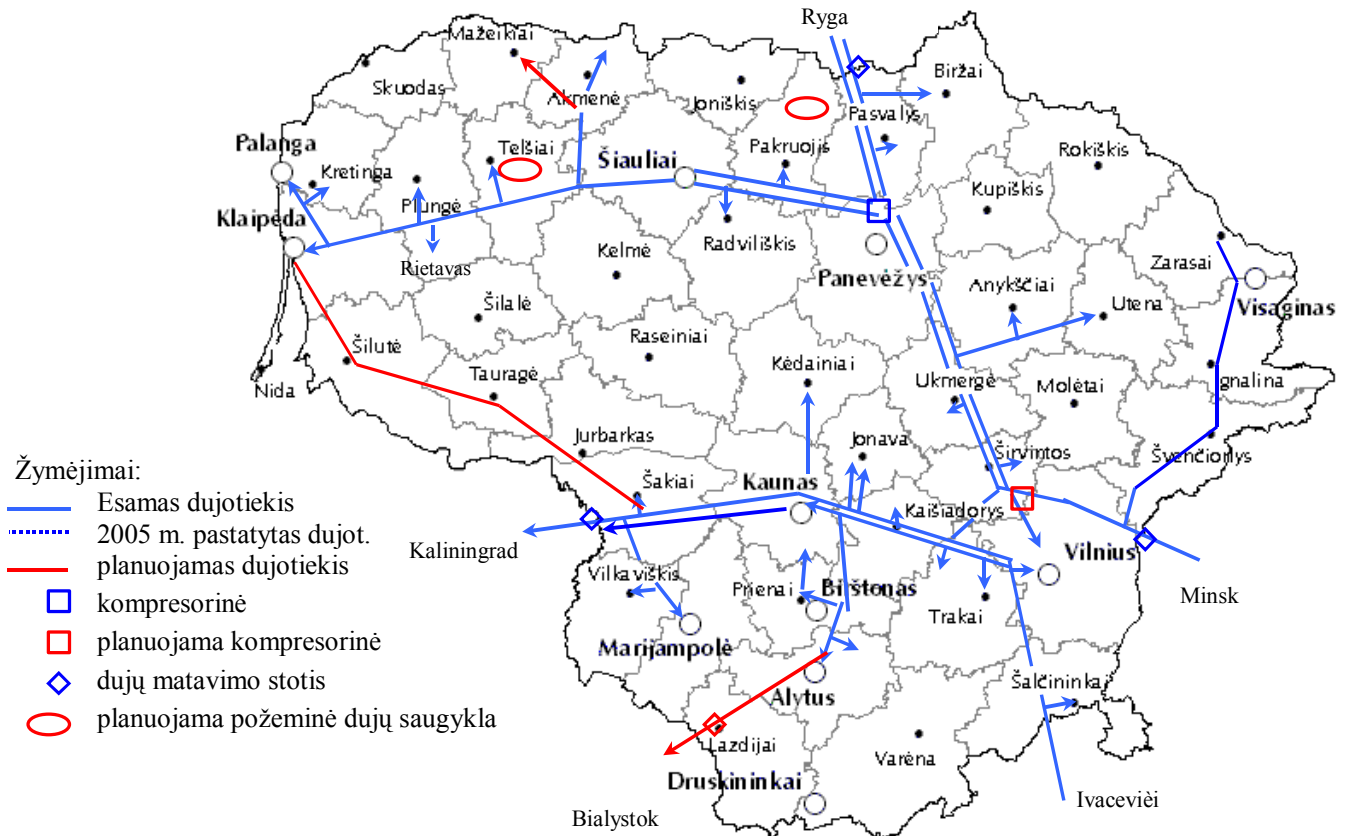 Ryga
Mažeikiai
Skuodas
Akmenė
Joniškis
Biržai
Pasvalys
Palanga
Kretinga
Telšiai
Šiauliai
Pakruojis
Rokiškis
Plungė
Kupiškis
Klaipėda
Radviliškis
Rietavas
Kelmė
Panevėžys
Zarasai
Anykščiai
Utena
Visaginas
Šilalė
Raseiniai
Šilutė
Tauragė
Kėdainiai
Ukmergė
Molėtai
gnalina
Nida
Jurbarkas
Jonava
Širvintos
Švenčionys
Žymėjimai:
Šakiai
Kaunas
Esamas dujotiekis
Kaišiadorys
2005 m. pastatytas dujot.
Kaliningrad
Vilnius
planuojamas dujotiekis
Vilkaviškis
Prienai
Birštonas
Minsk
kompresorinė
Trakai
planuojama kompresorinė
Marijampolė
dujų matavimo stotis
Alytus
Šalčininka
planuojama požeminė dujų saugykla
Lazdijai
Varėna
Druskininkai
Ivacevièi
Bialystok